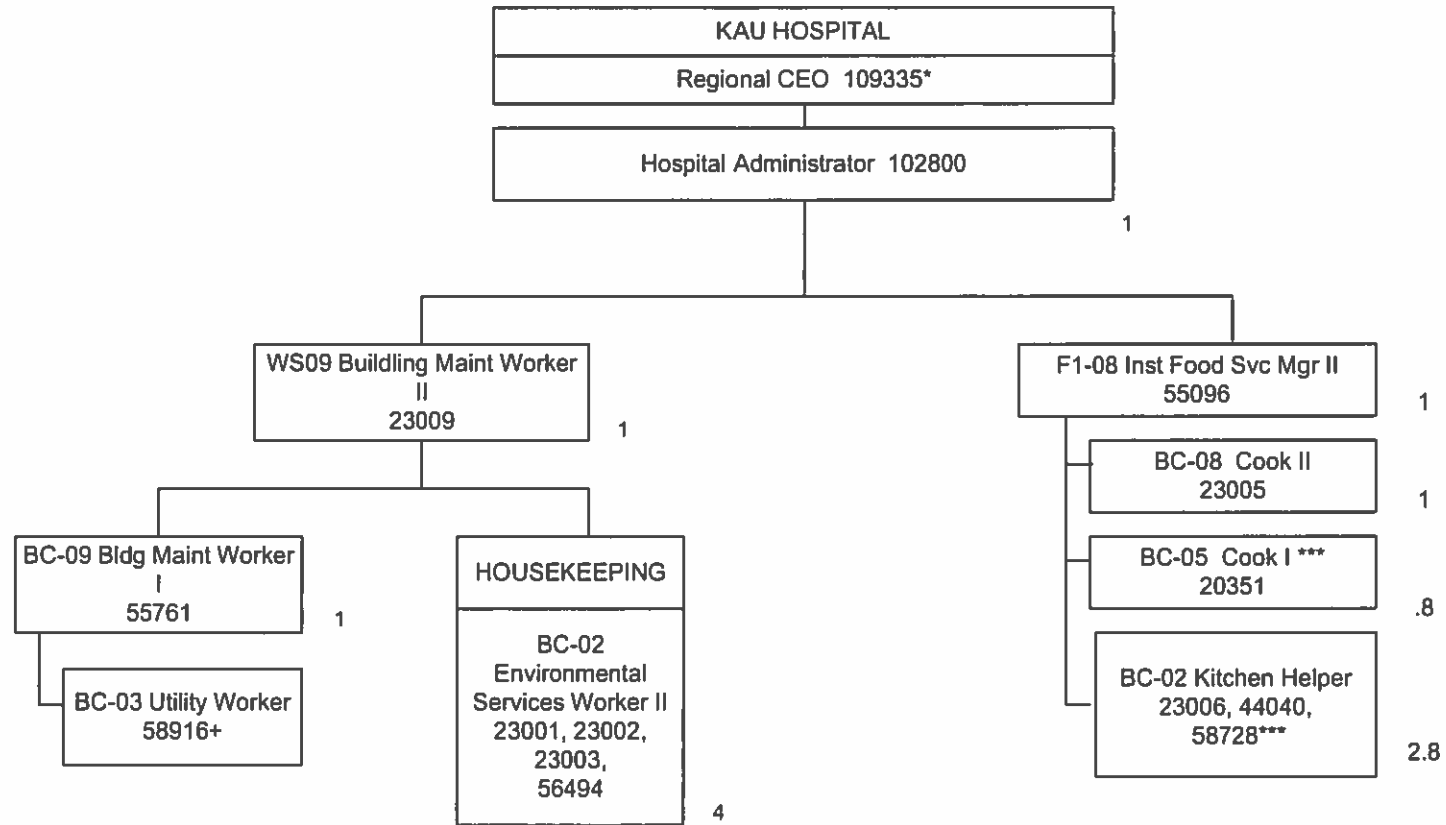 KAU HOSPITAL
Regional CEO 109335*
Hospital Administrator 102800
1
WS09 Buildling Maint Worker
II
23009
1
BC-09 Bldg Maint Worker
I
55761
1
BC-03 Utility Worker
58916+
HOUSEKEEPING
BC-02
Environmental
Services Worker II
23001, 23002,
23003,
56494
4
F1-08 Inst Food Svc Mgr II
55096
1
BC-08 Cook II
23005
1
BC-05 Cook I ***
20351
.8
BC-02 Kitchen Helper
23006, 44040,
58728***
2.8